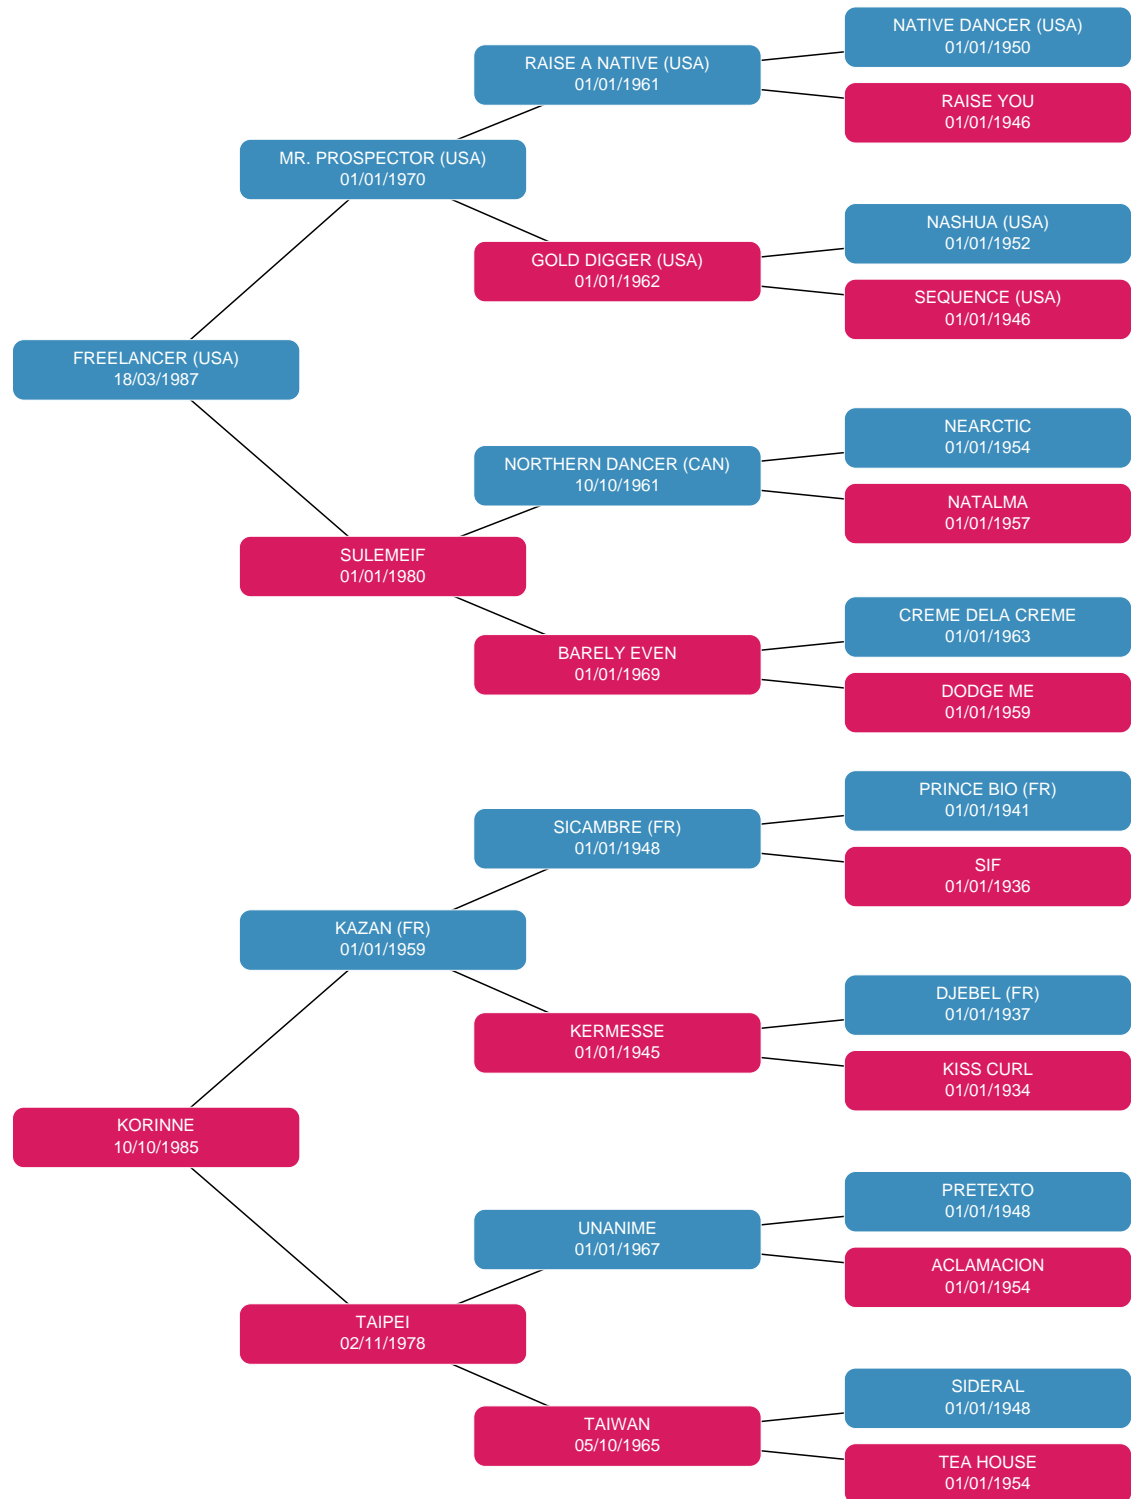 NATIVE DANCER (USA)
01/01/1950
RAISE A NATIVE (USA)
01/01/1961
RAISE YOU
01/01/1946
MR. PROSPECTOR (USA)
01/01/1970
NASHUA (USA)
01/01/1952
GOLD DIGGER (USA)
01/01/1962
SEQUENCE (USA)
01/01/1946
FREELANCER (USA)
18/03/1987
NEARCTIC
01/01/1954
NORTHERN DANCER (CAN)
10/10/1961
NATALMA
01/01/1957
SULEMEIF
01/01/1980
CREME DELA CREME
01/01/1963
BARELY EVEN
01/01/1969
DODGE ME
01/01/1959
PRINCE BIO (FR)
01/01/1941
SICAMBRE (FR)
01/01/1948
SIF
01/01/1936
KAZAN (FR)
01/01/1959
DJEBEL (FR)
01/01/1937
KERMESSE
01/01/1945
KISS CURL
01/01/1934
KORINNE
10/10/1985
PRETEXTO
01/01/1948
UNANIME
01/01/1967
ACLAMACION
01/01/1954
TAIPEI
02/11/1978
SIDERAL
01/01/1948
TAIWAN
05/10/1965
TEA HOUSE
01/01/1954